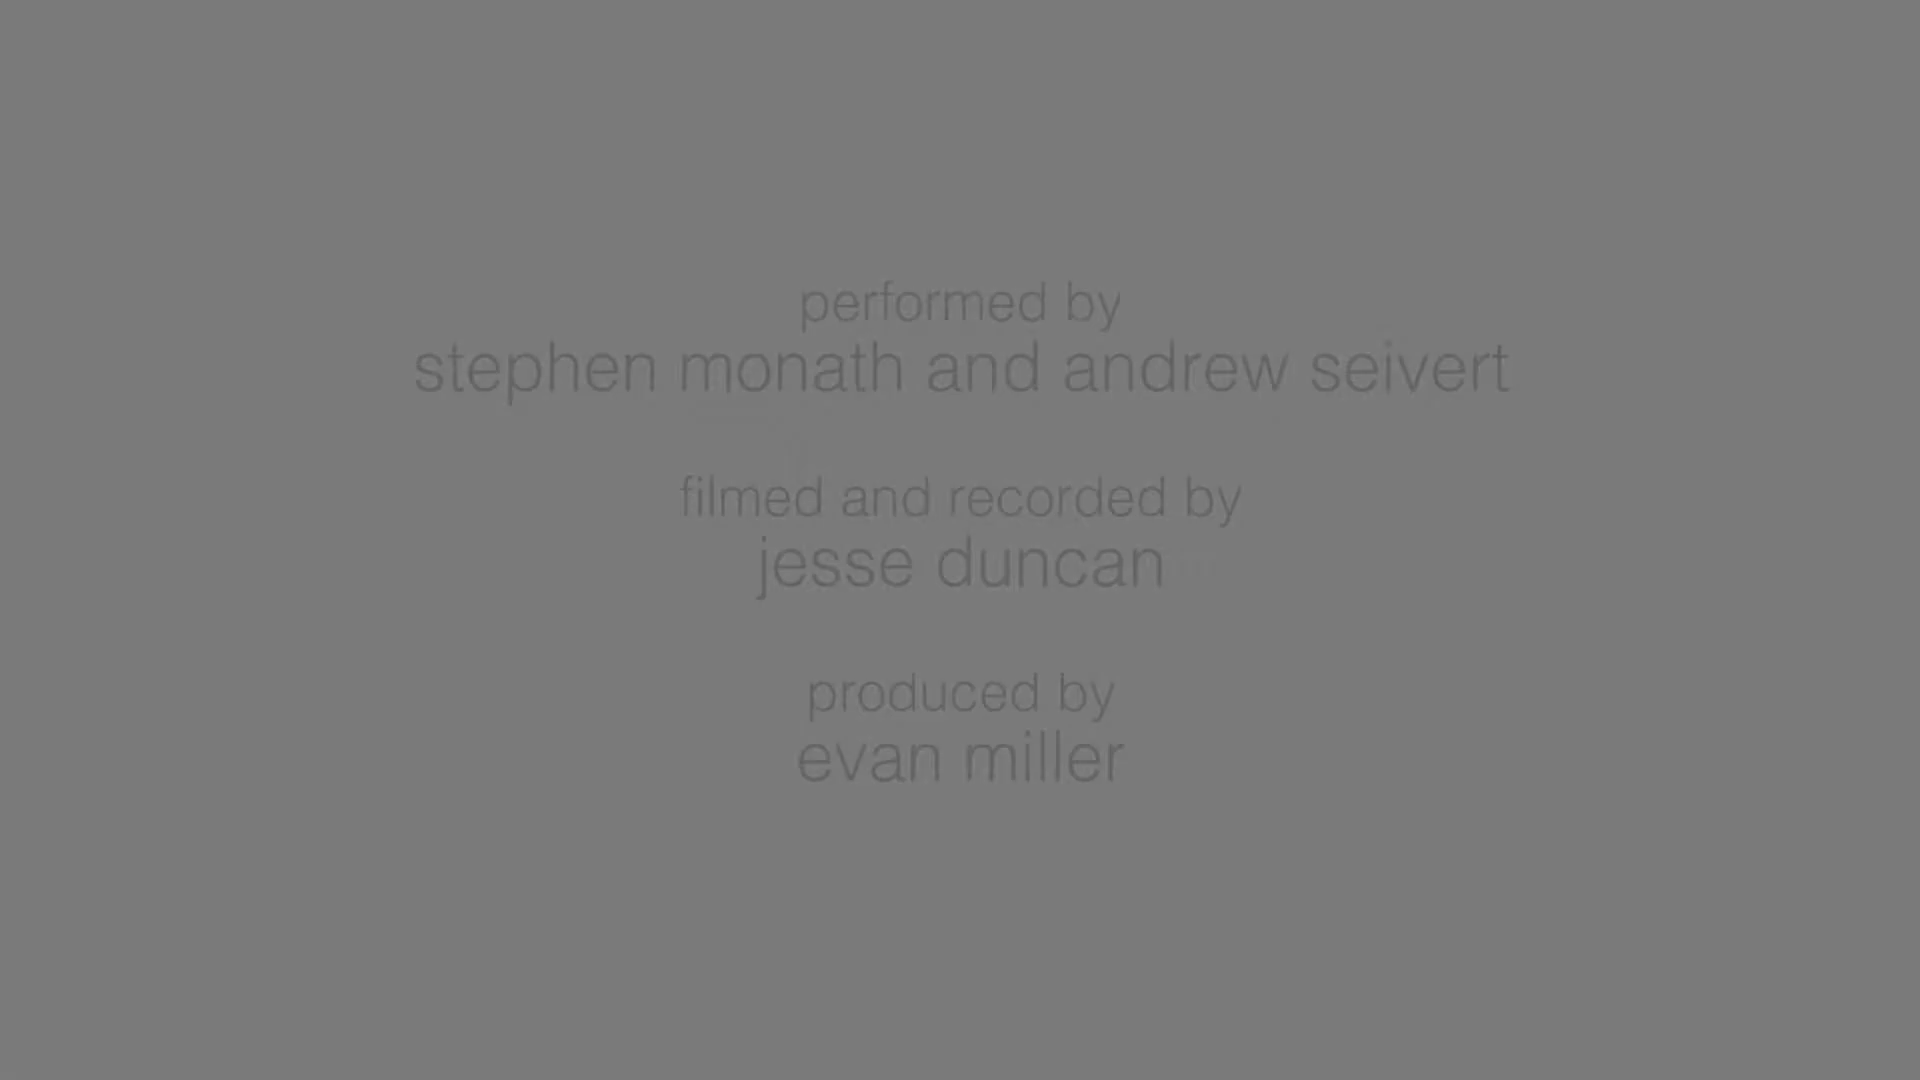 performed by
stephen monath and andrew seivert
filmed and recorded by
jesse duncan
produced by
evan miller